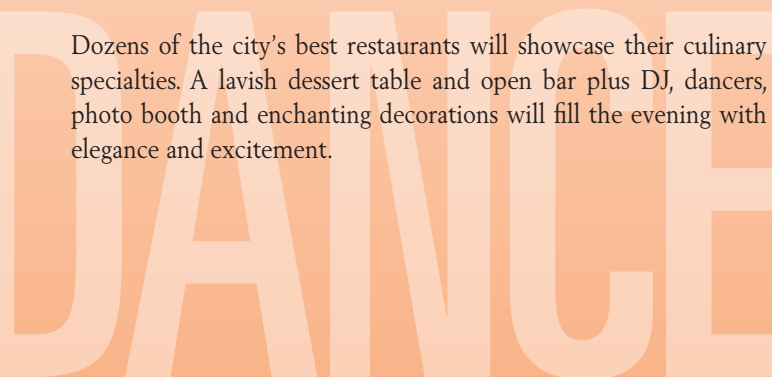 DANCE
Dozens of the city’s best restaurants will showcase their culinary
specialties. A lavish dessert table and open bar plus DJ, dancers,
photo booth and enchanting decorations will fill the evening with
elegance and excitement.